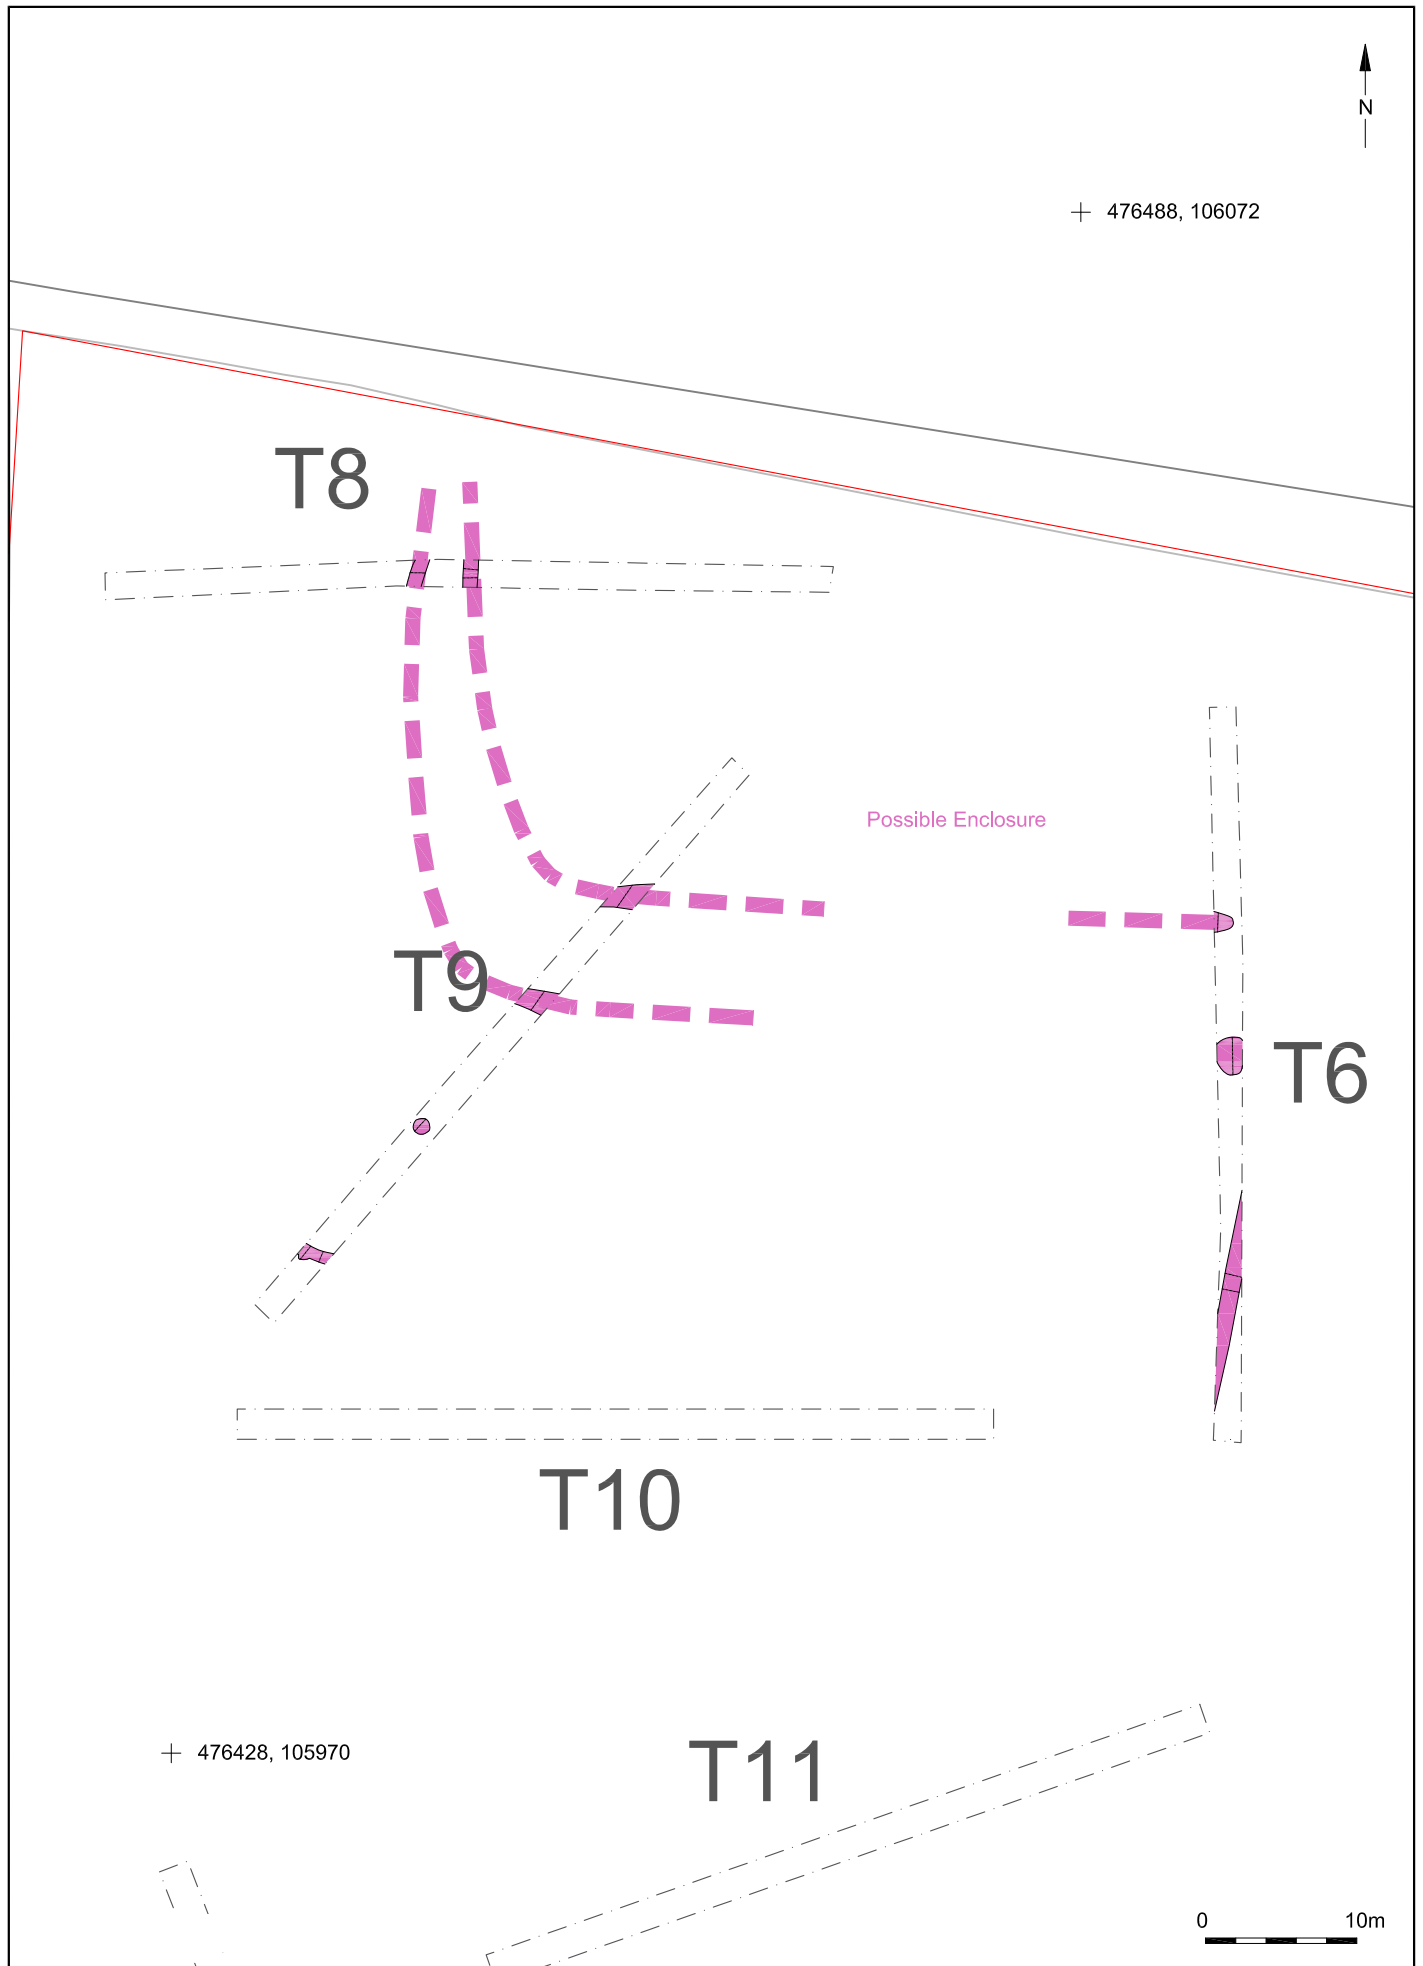 N
476488, 106072
T8
Possible Enclosure
T9
T6
T10
476428, 105970
T11
0 10m